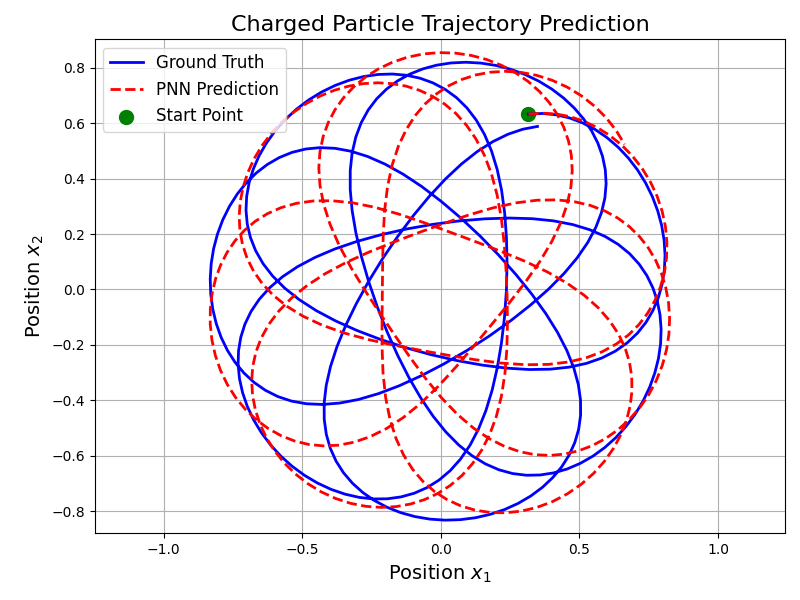 Charged Particle Trajectory Prediction
Ground Truth
PNN Prediction
Start Point
0.8
0.6
0.4
0.2
0.0
−0.2
−0.4
−0.6
−0.8
Position x₂
−1.0 −0.5 0.0 0.5 1.0
Position x₁